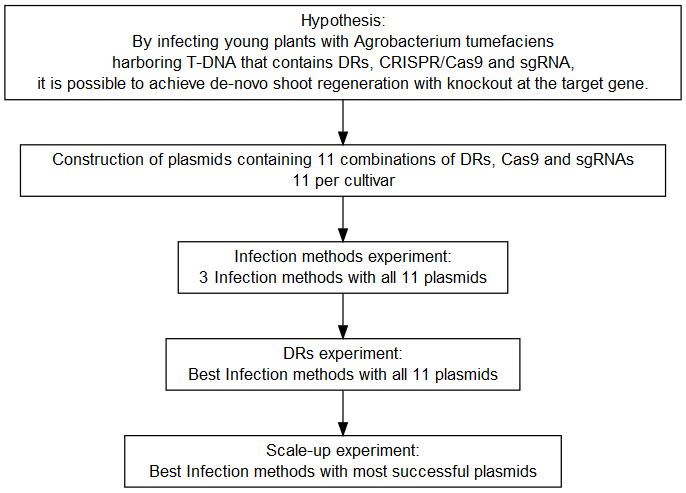 Hypothesis:
By infecting young plants with Agrobacterium tumefaciens
harboring T-DNA that contains DRs, CRISPR/Cas9 and sgRNA,
it is possible to achieve de-novo shoot regeneration with knockout at the target gene.
Construction of plasmids containing 11 combinations of DRs, Cas9 and sgRNAs
11 per cultivar
Infection methods experiment:
3 Infection methods with all 11 plasmids
DRs experiment:
Best Infection methods with all 11 plasmids
Scale-up experiment:
Best Infection methods with most successful plasmids